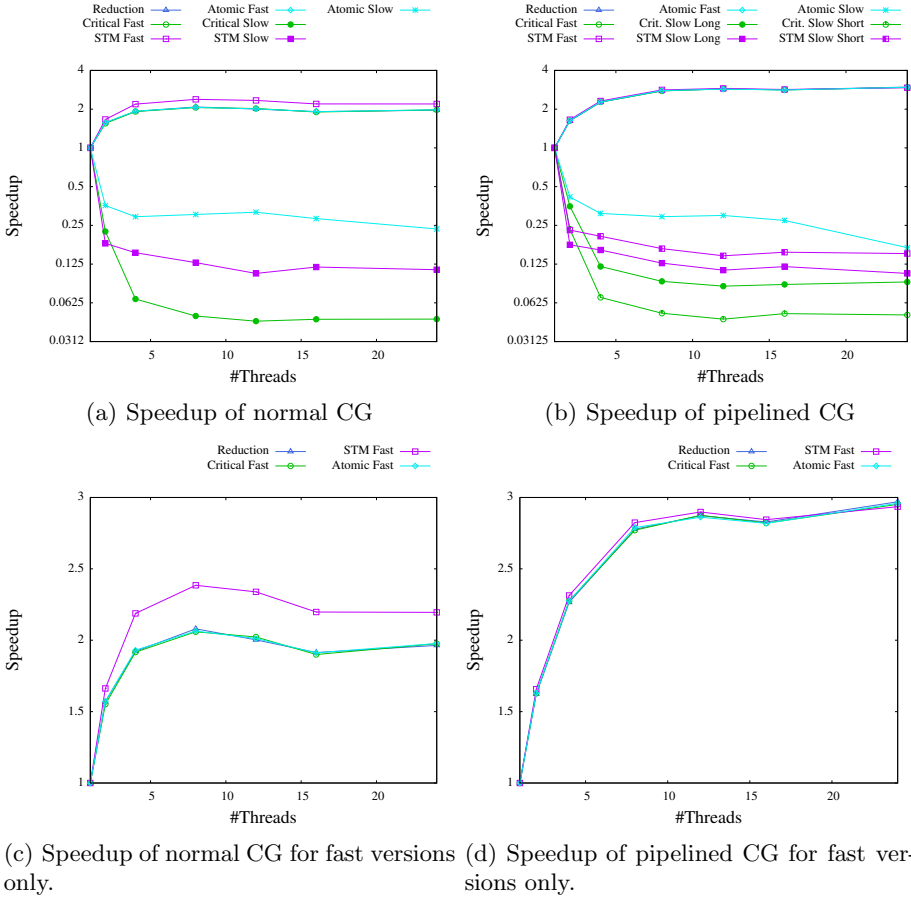 Reduction
Critical Fast
STM Fast
Atomic Fast
Critical Slow
STM Slow
Atomic Slow
4
2
1
0.5
0.25
0.125
0.0625
0.0312
Speedup
5 10 15 20
#Threads
(a) Speedup of normal CG
Reduction
Critical Fast
STM Fast
Atomic Fast
Crit. Slow Long
STM Slow Long
Atomic Slow
Crit. Slow Short
STM Slow Short
4
2
1
0.5
0.25
0.125
0.0625
0.03125
Speedup
5 10 15 20
#Threads
(b) Speedup of pipelined CG
Reduction
Critical Fast
STM Fast
Atomic Fast
3
2.5
2
1.5
1
Speedup
5 10 15 20
#Threads
(c) Speedup of normal CG for fast versions
only.
Reduction
Critical Fast
STM Fast
Atomic Fast
3
2.5
2
1.5
1
Speedup
5 10 15 20
#Threads
(d) Speedup of pipelined CG for fast ver-
sions only.